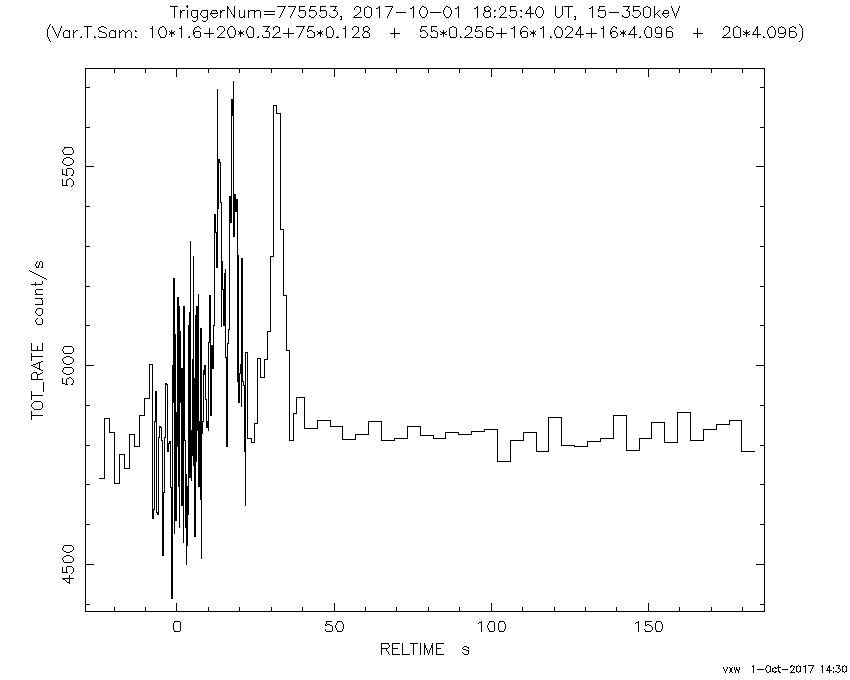 TriggerNum=775553, 2017-10-01 18:25:40 UT, 15-350keV
(Var.T.Sam: 10*1.6+20*0.32+75*0.128 + 55*0.256+16*1.024+16*4.096 + 20*4.096)
5500
5000
4500
TOT_RATE count/s
0 50 100 150
RELTIME s
vxw 1-Oct-2017 14:30